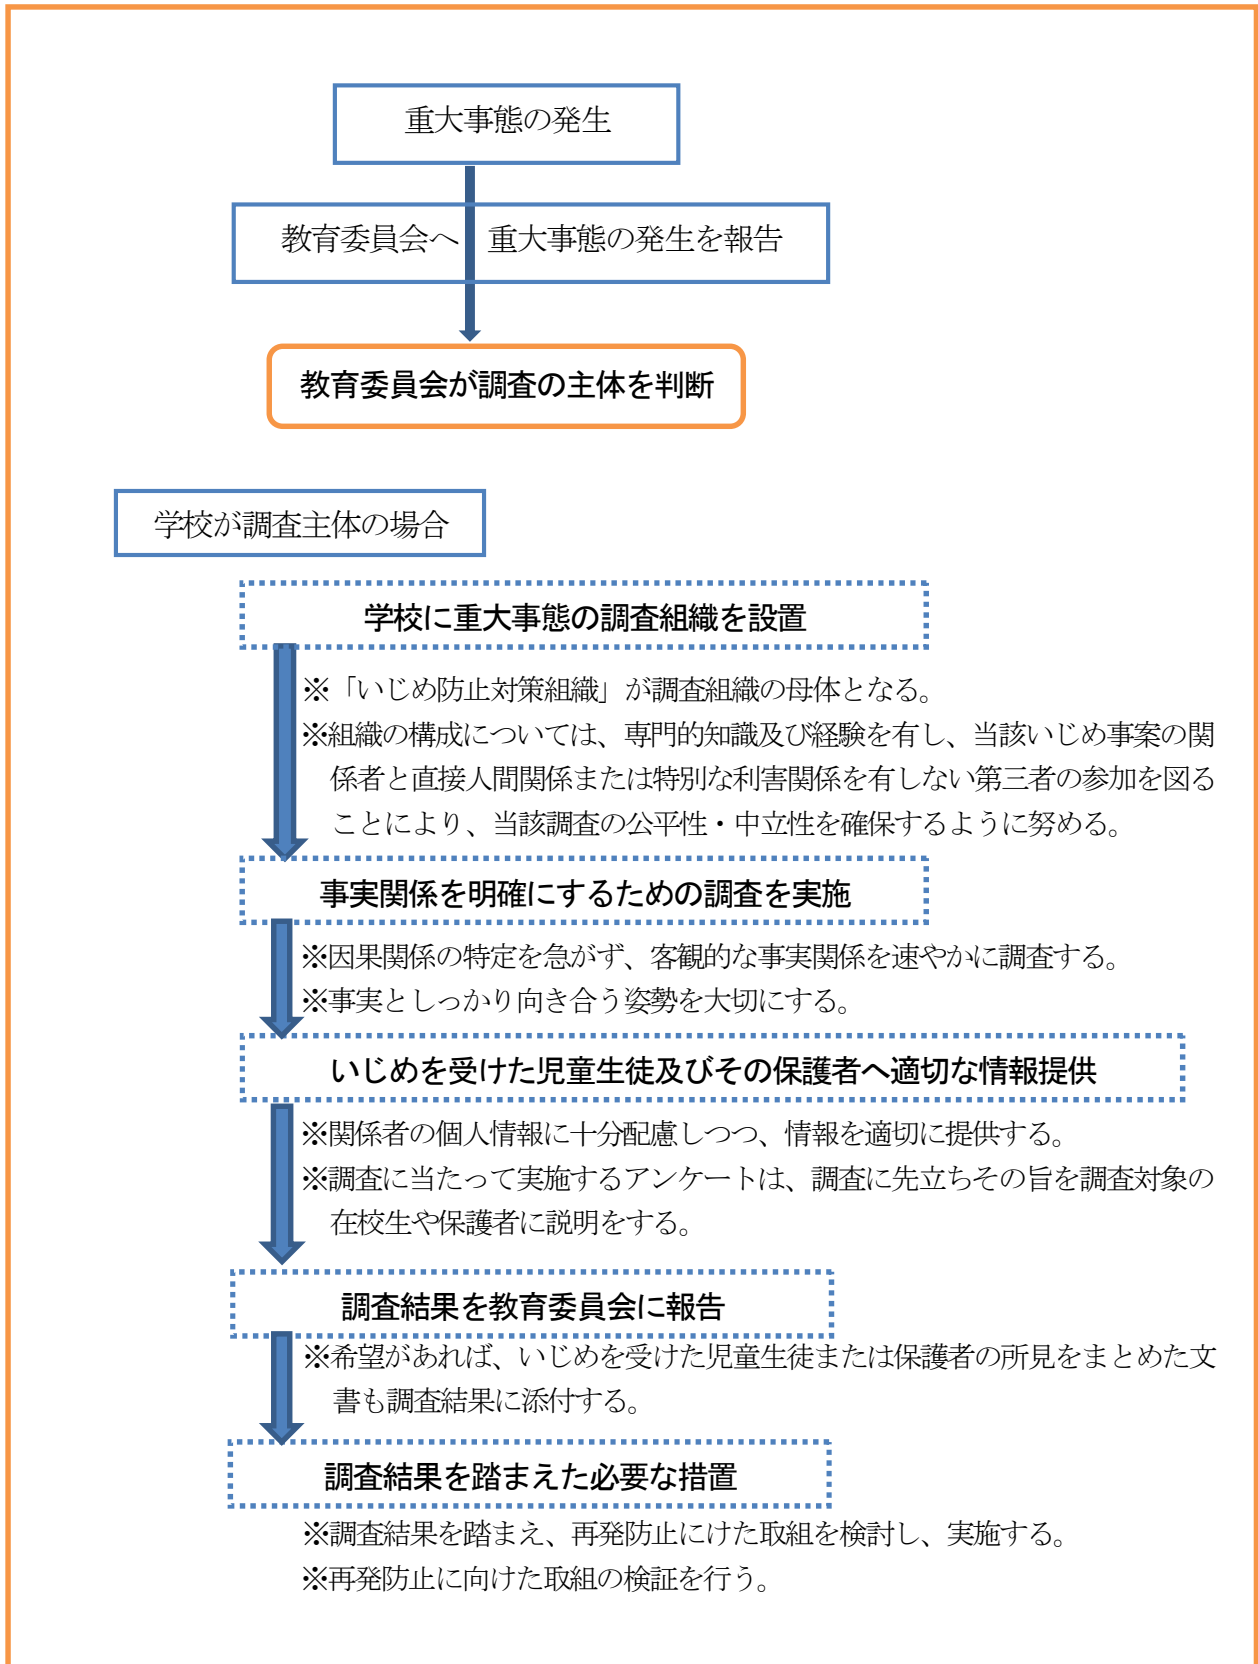 重大事態の発生
教育委員会へ 重大事態の発生を報告
教育委員会が調査の主体を判断
学校が調査主体の場合
学校に重大事態の調査組織を設置
※「いじめ防止対策組織」が調査組織の母体となる。
※組織の構成については、専門的知識及び経験を有し、当該いじめ事案の関
係者と直接人間関係または特別な利害関係を有しない第三者の参加を図る
ことにより、当該調査の公平性・中立性を確保するように努める。
事実関係を明確にするための調査を実施
※因果関係の特定を急がず、客観的な事実関係を速やかに調査する。
※事実としっかり向き合う姿勢を大切にする。
いじめを受けた児童生徒及びその保護者へ適切な情報提供
※関係者の個人情報に十分配慮しつつ、情報を適切に提供する。
※調査に当たって実施するアンケートは、調査に先立ちその旨を調査対象の
在校生や保護者に説明をする。
調査結果を教育委員会に報告
※希望があれば、いじめを受けた児童生徒または保護者の所見をまとめた文
書も調査結果に添付する。
調査結果を踏まえた必要な措置
※調査結果を踏まえ、再発防止にけた取組を検討し、実施する。
※再発防止に向けた取組の検証を行う。